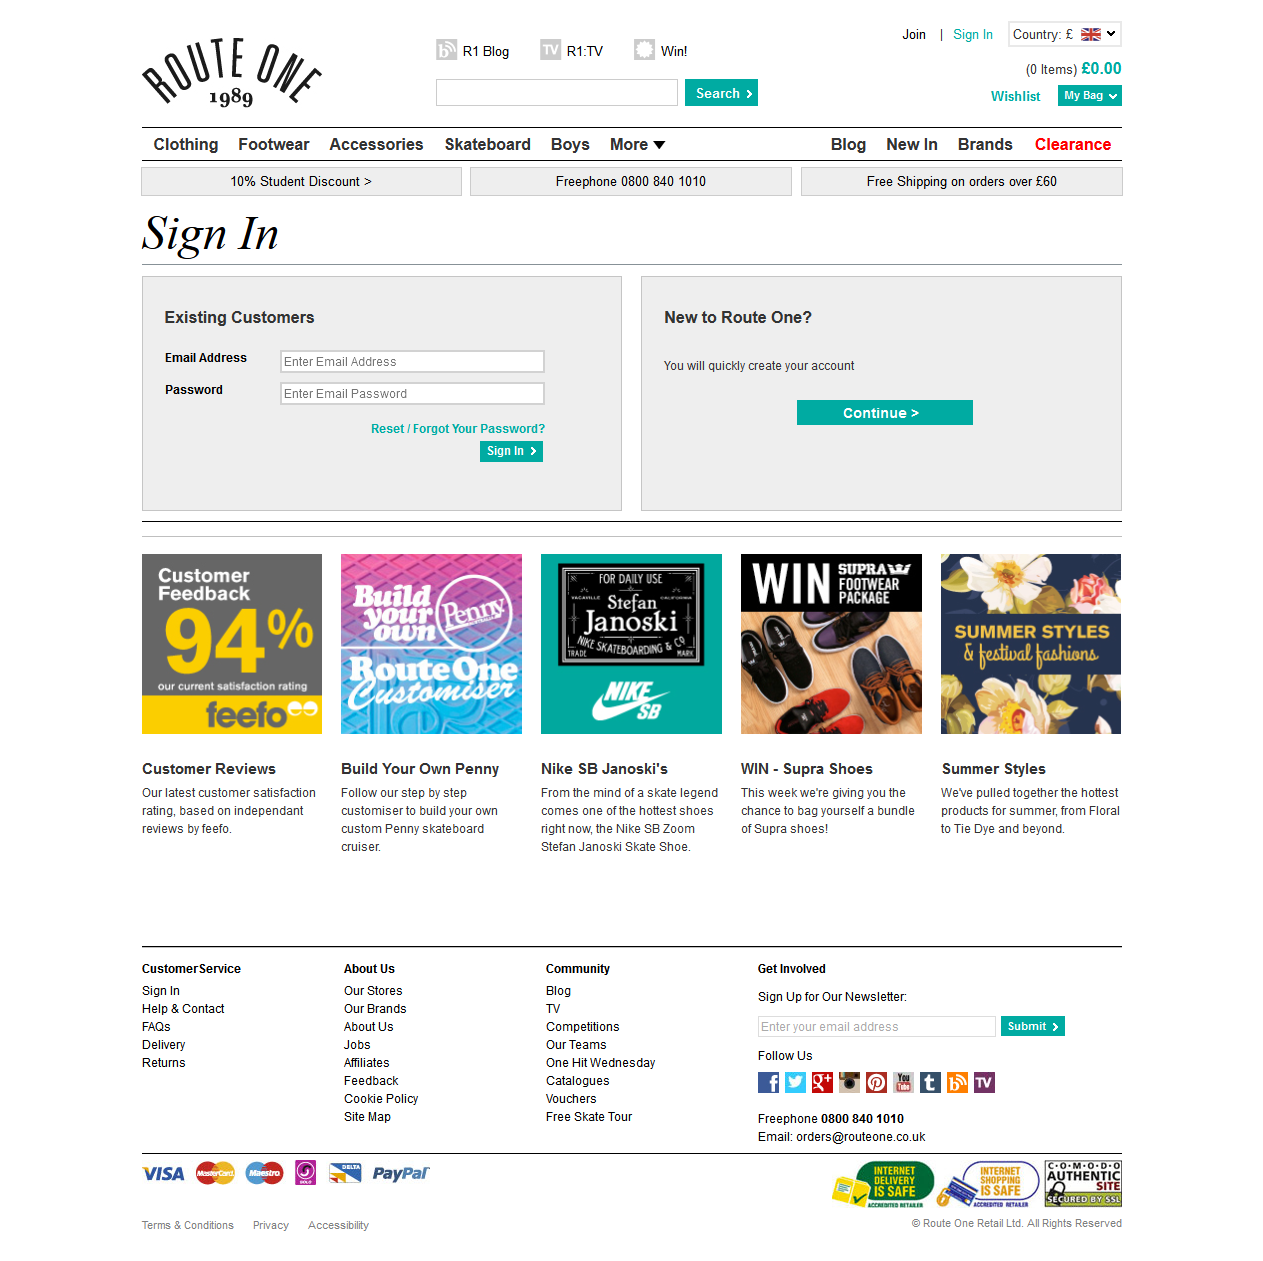 ROUTE ONE
1989
R1 Blog
TV
R1:TV
Win!
Join | Sign In
Country: £
(0 Items) £0.00
Search
Wishlist
My Bag
Clothing Footwear Accessories Skateboard Boys More Blog New In Brands Clearance
10% Student Discount >
Freephone 0800 840 1010
Free Shipping on orders over £60
Sign In
Existing Customers
Email Address
Enter Email Address
Password
Enter Email Password
Reset / Forgot Your Password?
Sign In
New to Route One?
You will quickly create your account
Continue >
Customer
Feedback
94%
our current satisfaction rating
feefo
Build
your
own
Penny
Route One
Customiser
FOR DAILY USE
VACAVILLE CALIFORNIA
Stefan
Janoski
NIKE SKATEBOARDING & CO
TRADE MARK
NIKE
SB
WIN SUPRA
FOOTWEAR
PACKAGE
SUMMER STYLES
& festival fashions
Customer Reviews
Our latest customer satisfaction
rating, based on independant
reviews by feefo.
Build Your Own Penny
Follow our step by step
customiser to build your own
custom Penny skateboard
cruiser.
Nike SB Janoski's
From the mind of a skate legend
comes one of the hottest shoes
right now, the Nike SB Zoom
Stefan Janoski Skate Shoe.
WIN - Supra Shoes
This week we're giving you the
chance to bag yourself a bundle
of Supra shoes!
Summer Styles
We've pulled together the hottest
products for summer, from Floral
to Tie Dye and beyond.
Customer Service
Sign In
Help & Contact
FAQs
Delivery
Returns
About Us
Our Stores
Our Brands
About Us
Jobs
Affiliates
Feedback
Cookie Policy
Site Map
Community
Blog
TV
Competitions
Our Teams
One Hit Wednesday
Catalogues
Vouchers
Free Skate Tour
Get Involved
Sign Up for Our Newsletter:
Enter your email address
Submit
Follow Us
You
Tube
TV
Freephone 0800 840 1010
Email: orders@routeone.co.uk
VISA
MasterCard
Maestro
SOLO
DELTA
PayPal
INTERNET
DELIVERY
IS SAFE
ACCREDITED RETAILER
INTERNET
SHOPPING
IS SAFE
ACCREDITED RETAILER
COMODO
AUTHENTIC
SITE
SECURED BY SSL
Terms & Conditions Privacy Accessibility
© Route One Retail Ltd. All Rights Reserved